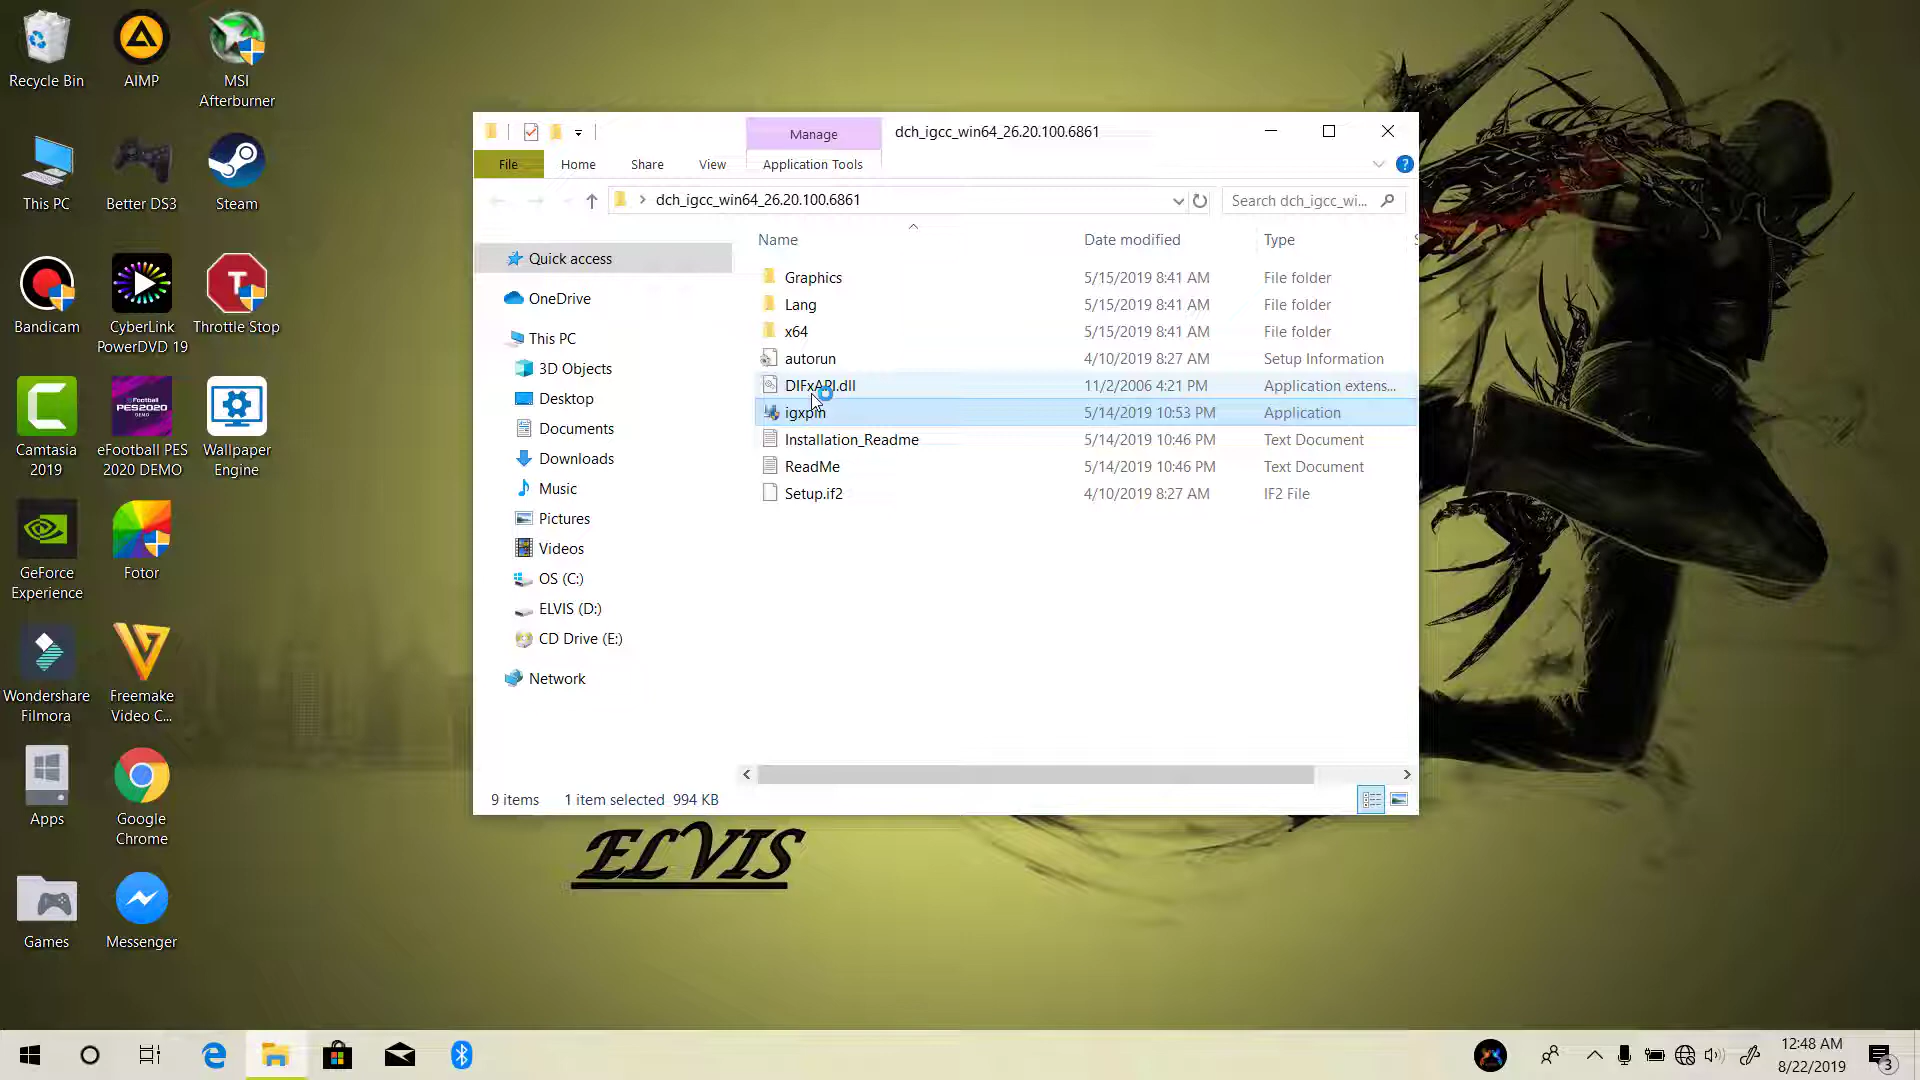 Recycle Bin
AIMP
MSI
Afterburner
This PC
Better DS3
Steam
Bandicam
CyberLink
PowerDVD 19
Throttle Stop
Camtasia
2019
eFootball PES
2020 DEMO
Wallpaper
Engine
GeForce
Experience
Fotor
Wondershare
Filmora
Freemake
Video C...
Apps
Google
Chrome
Games
Messenger
Manage
dch_igcc_win64_26.20.100.6861
File
Home
Share
View
Application Tools
dch_igcc_win64_26.20.100.6861
Search dch_igcc_wi...
Quick access
OneDrive
This PC
3D Objects
Desktop
Documents
Downloads
Music
Pictures
Videos
OS (C:)
ELVIS (D:)
CD Drive (E:)
Network
Name Date modified Type
Graphics 5/15/2019 8:41 AM File folder
Lang 5/15/2019 8:41 AM File folder
x64 5/15/2019 8:41 AM File folder
autorun 4/10/2019 8:27 AM Setup Information
DIFxAPI.dll 11/2/2006 4:21 PM Application extens...
igxpin 5/14/2019 10:53 PM Application
Installation_Readme 5/14/2019 10:46 PM Text Document
ReadMe 5/14/2019 10:46 PM Text Document
Setup.if2 4/10/2019 8:27 AM IF2 File
9 items 1 item selected 994 KB
ELVIS
12:48 AM
8/22/2019
3